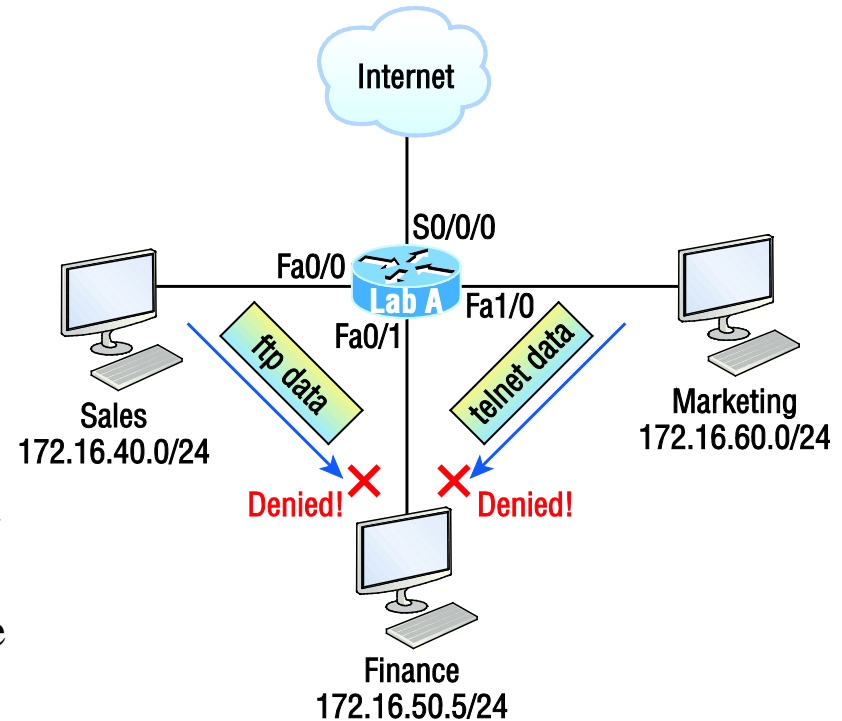 Internet
S0/0/0
Fa0/0
Lab A
Fa1/0
Fa0/1
ftp data
telnet data
Sales
172.16.40.0/24
Marketing
172.16.60.0/24
Denied!
Denied!
e
Finance
172.16.50.5/24